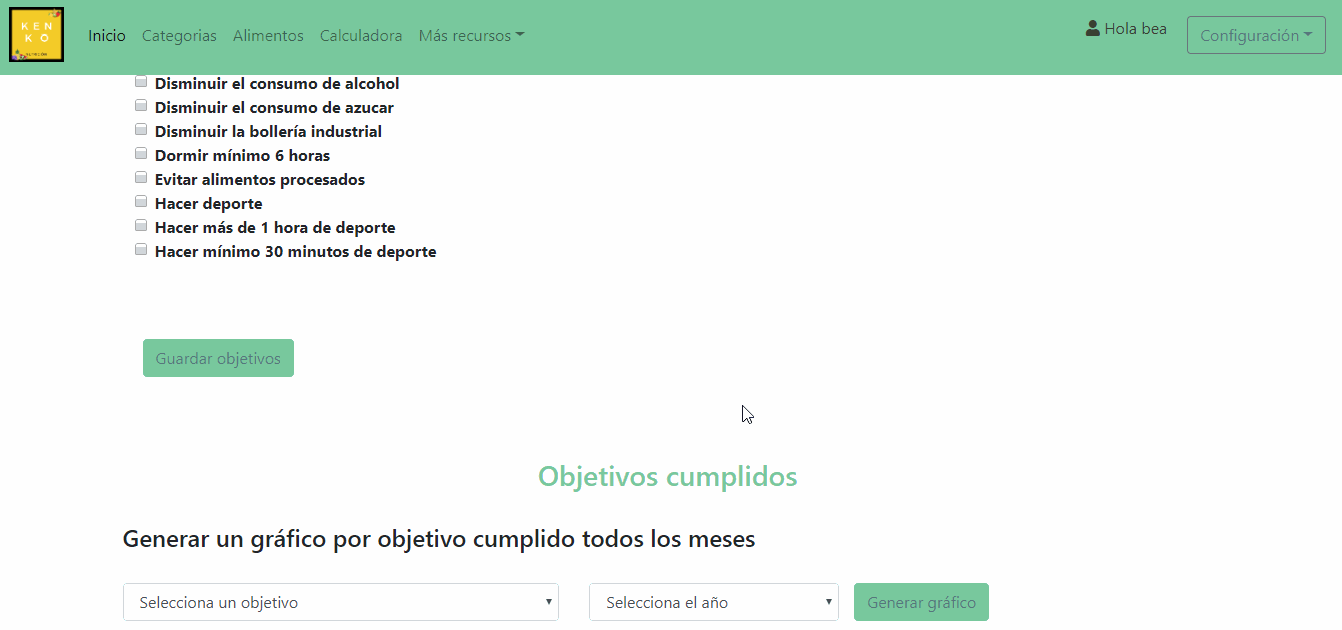 KEN
KO
Inicio Categorias Alimentos Calculadora Más recursos Hola bea Configuración
Disminuir el consumo de alcohol
Disminuir el consumo de azucar
Disminuir la bollería industrial
Dormir mínimo 6 horas
Evitar alimentos procesados
Hacer deporte
Hacer más de 1 hora de deporte
Hacer mínimo 30 minutos de deporte
Guardar objetivos
Objetivos cumplidos
Generar un gráfico por objetivo cumplido todos los meses
Selecciona un objetivo Selecciona el año Generar gráfico